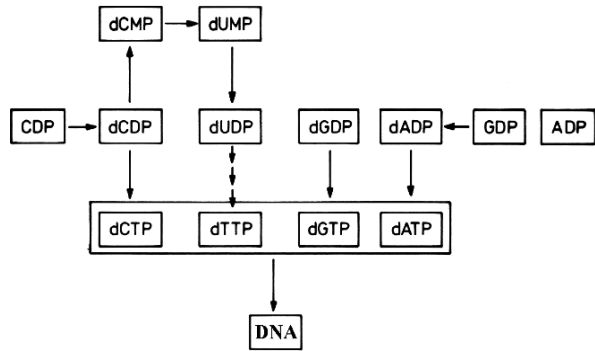 dCMP dUMP
CDP dCDP dUDP dGDP dADP GDP ADP
dCTP dTTP dGTP dATP
DNA